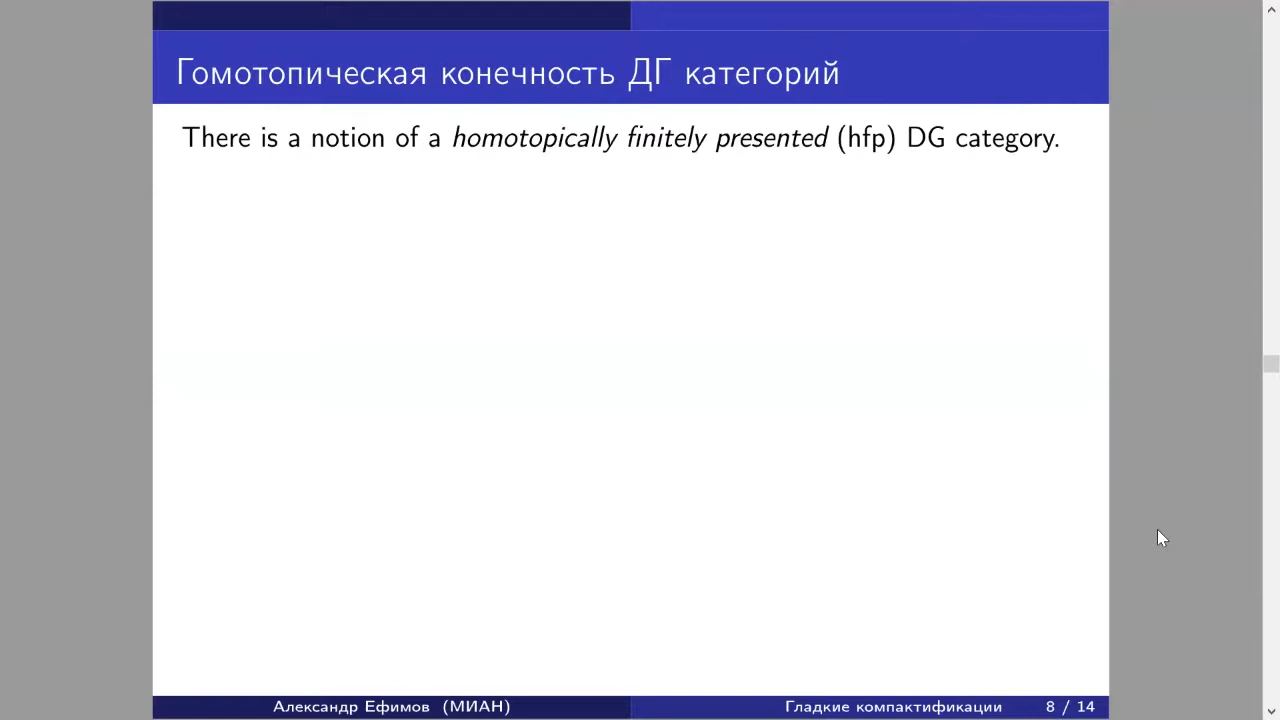 Гомотопическая конечность ДГ категорий
There is a notion of a homotopically finitely presented (hfp) DG category.
Александр Ефимов (МИАН) Гладкие компактификации 8 / 14